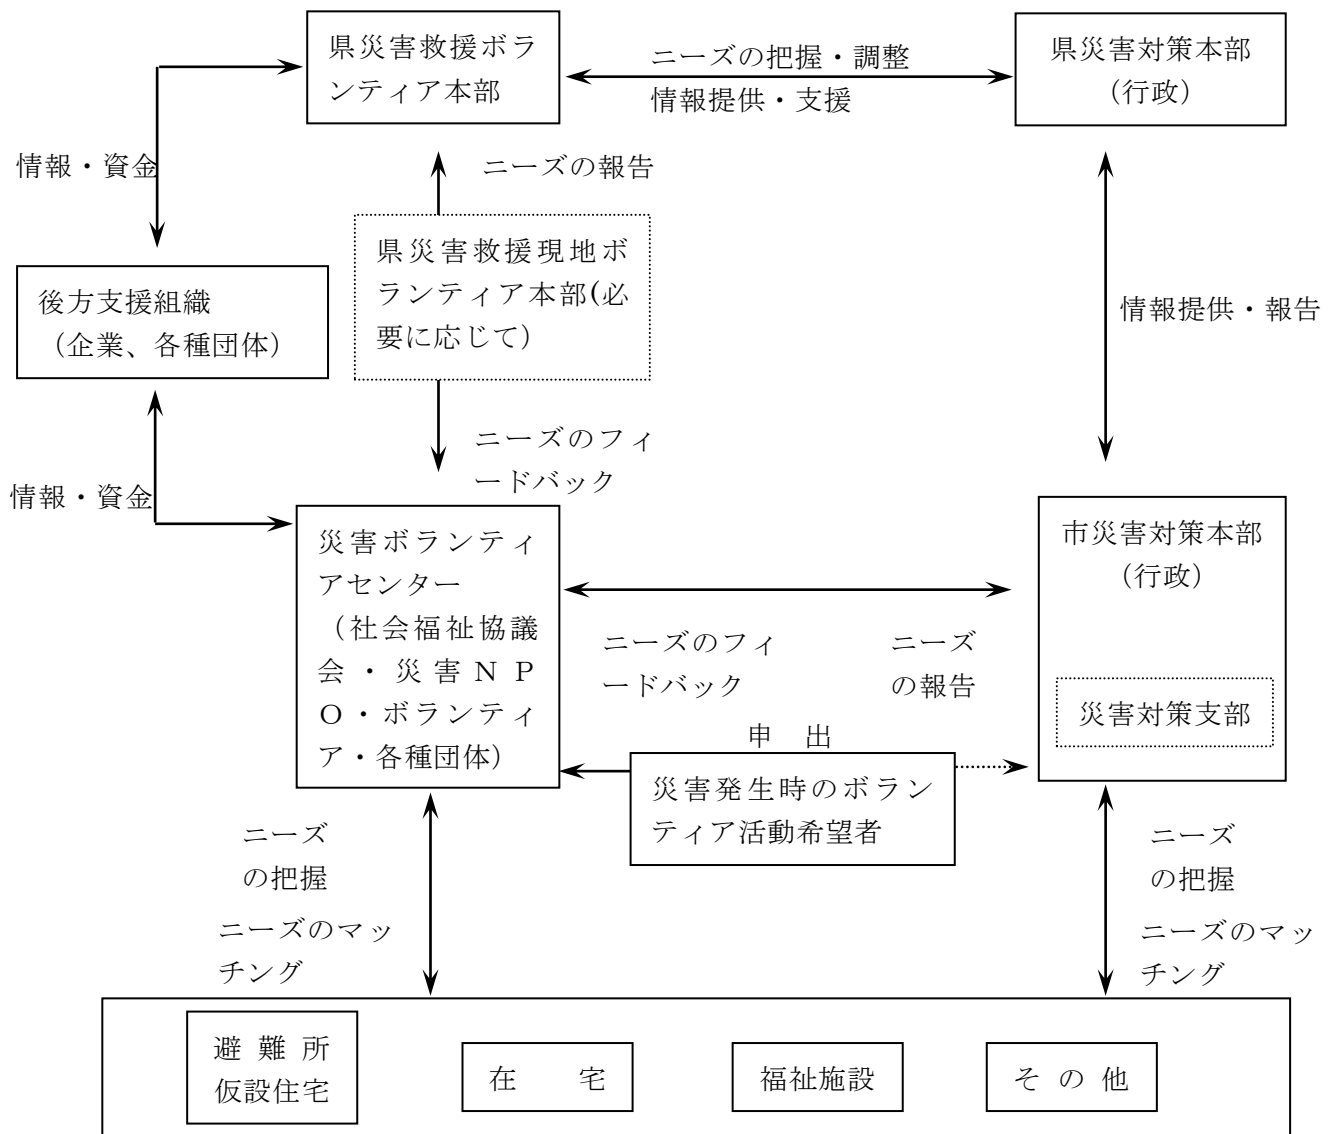 県災害救援ボラ
ンティア本部
ニーズの把握・調整
情報提供・支援
県災害対策本部
（行政）
情報・資金
ニーズの報告
県災害救援現地ボ
ランティア本部(必
要に応じて）
後方支援組織
（企業、各種団体）
情報提供・報告
ニーズのフィ
ードバック
情報・資金
災害ボランティ
アセンター
（社会福祉協議
会・災害ＮＰ
Ｏ・ボランティ
ア・各種団体）
市災害対策本部
（行政）
ニーズのフィ
ードバック
ニーズ
の報告
災害対策支部
申　出
災害発生時のボラン
ティア活動希望者
ニーズ
の把握
ニーズのマッ
チング
ニーズ
の把握
ニーズのマッ
チング
避 難 所
仮設住宅
在　　宅
福祉施設
そ の 他